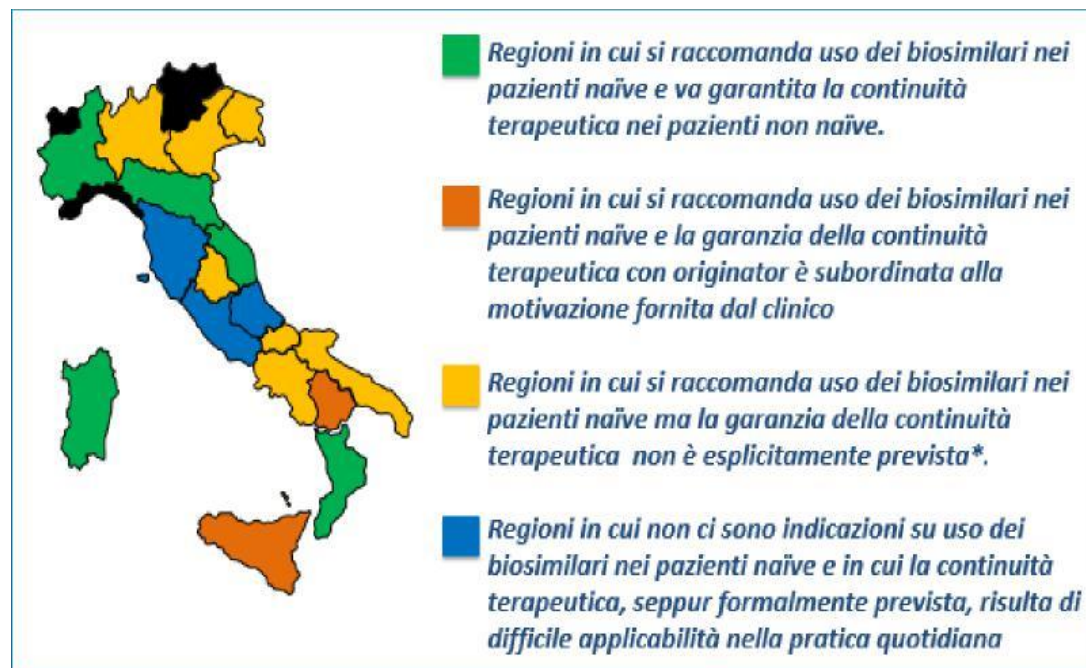 Regioni in cui si raccomanda uso dei biosimilari nei
pazienti naïve e va garantita la continuità
terapeutica nei pazienti non naïve.
Regioni in cui si raccomanda uso dei biosimilari nei
pazienti naïve e la garanzia della continuità
terapeutica con originator è subordinata alla
motivazione fornita dal clinico
Regioni in cui si raccomanda uso dei biosimilari nei
pazienti naïve ma la garanzia della continuità
terapeutica non è esplicitamente prevista*.
Regioni in cui non ci sono indicazioni su uso dei
biosimilari nei pazienti naïve e in cui la continuità
terapeutica, seppur formalmente prevista, risulta di
difficile applicabilità nella pratica quotidiana